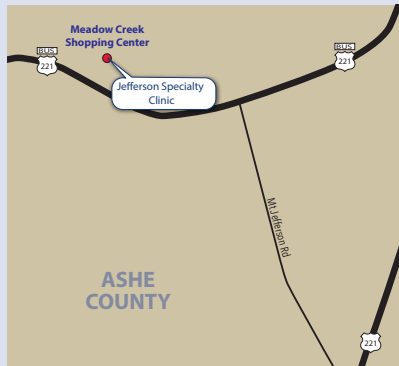 Meadow Creek
Shopping Center
BUS
221
BUS
221
Jefferson Specialty
Clinic
Mt Jefferson Rd
ASHE
COUNTY
221